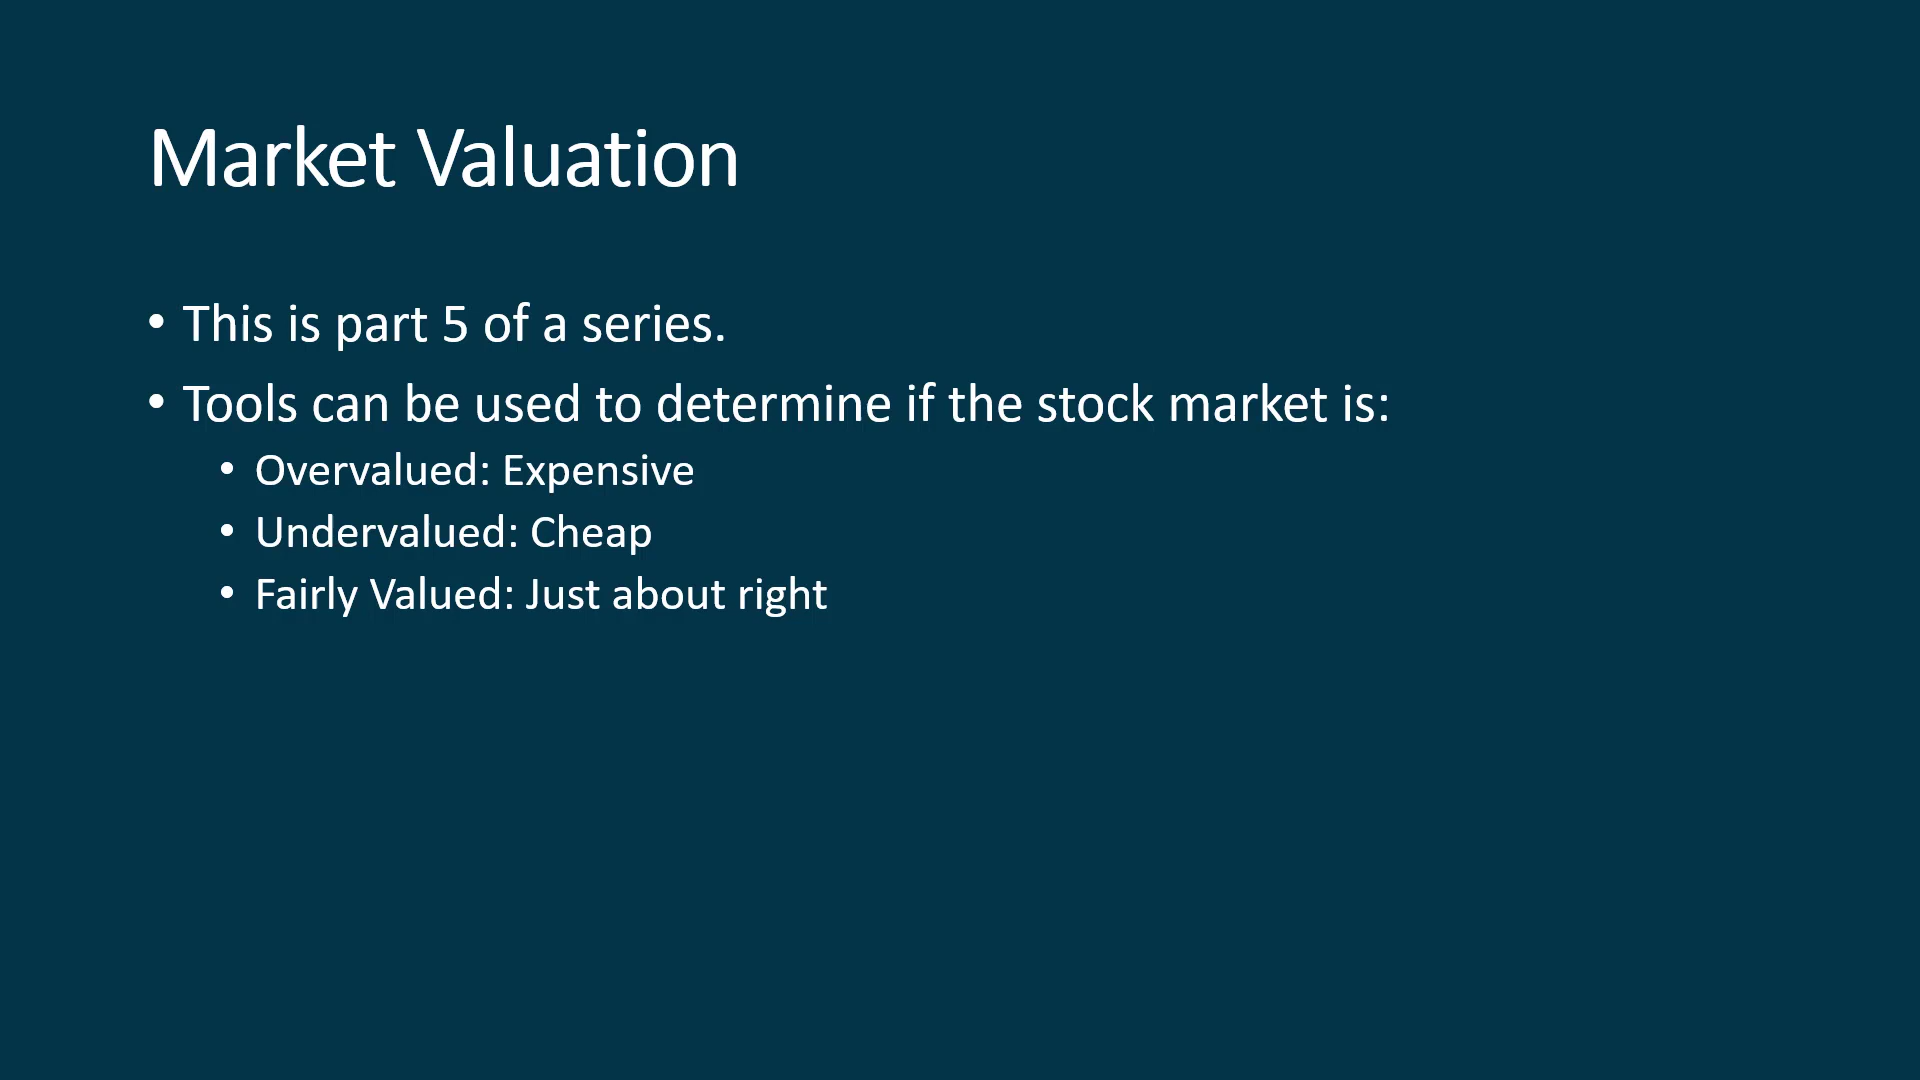 Market Valuation
• This is part 5 of a series.
• Tools can be used to determine if the stock market is:
• Overvalued: Expensive
• Undervalued: Cheap
• Fairly Valued: Just about right